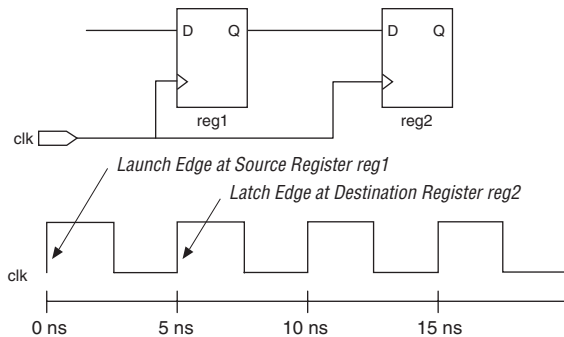 D Q D Q
reg1 reg2
clk
Launch Edge at Source Register reg1
Latch Edge at Destination Register reg2
clk
0 ns 5 ns 10 ns 15 ns